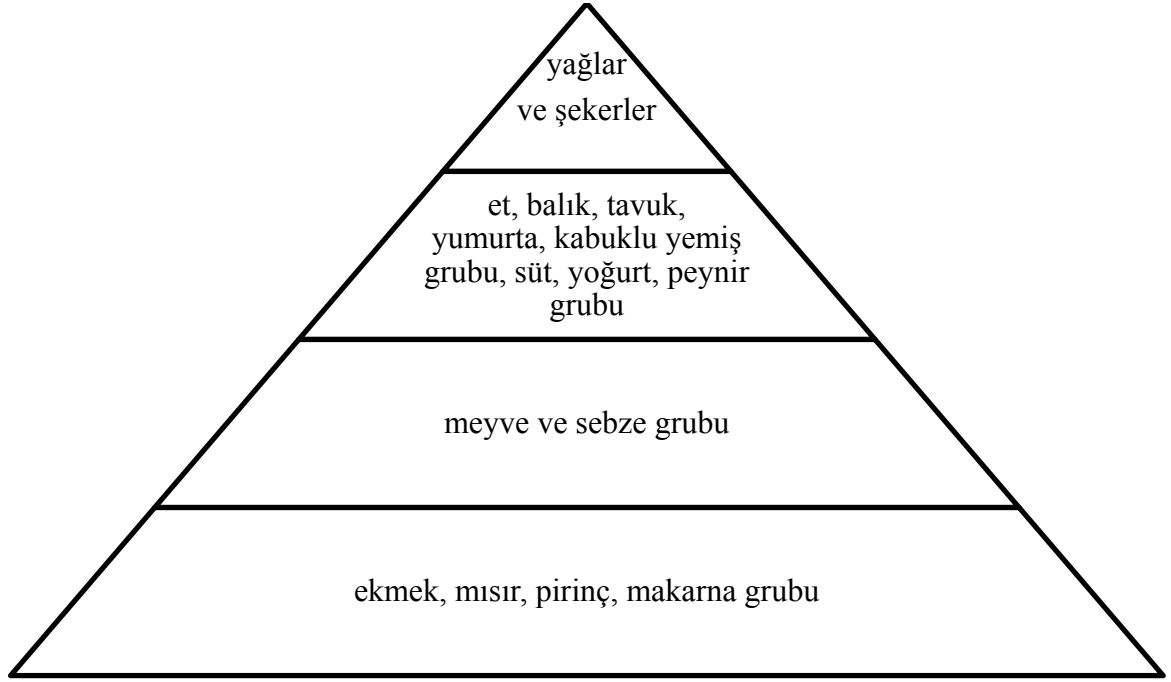 yağlar
ve şekerler
et, balık, tavuk,
yumurta, kabuklu yemiş
grubu, süt, yoğurt, peynir
grubu
meyve ve sebze grubu
ekmek, mısır, pirinç, makarna grubu